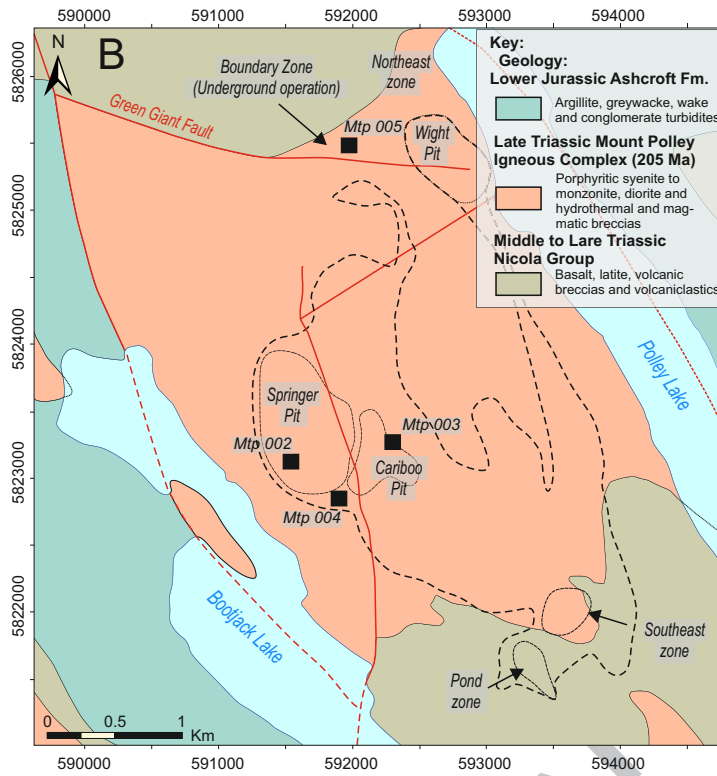 590000 591000 592000 593000 594000
N
B
Boundary Zone
(Underground operation)
Northeast
zone
Green Giant Fault
Mtp 005
Wight
Pit
Key:
Geology:
Lower Jurassic Ashcroft Fm.
Argillite, greywacke, wake
and conglomerate turbidites
Late Triassic Mount Polley
Igneous Complex (205 Ma)
Porphyritic syenite to
monzonite, diorite and
hydrothermal and mag-
matic breccias
Middle to Lare Triassic
Nicola Group
Basalt, latite, volcanic
breccias and volcaniclastics
5826000
5825000
5824000
5823000
5822000
Polley Lake
Springer
Pit
Mtp 002
Mtp 003
Cariboo
Pit
Mtp 004
Bootjack Lake
Southeast
zone
Pond
zone
0 0.5 1
Km
590000 591000 592000 593000 594000